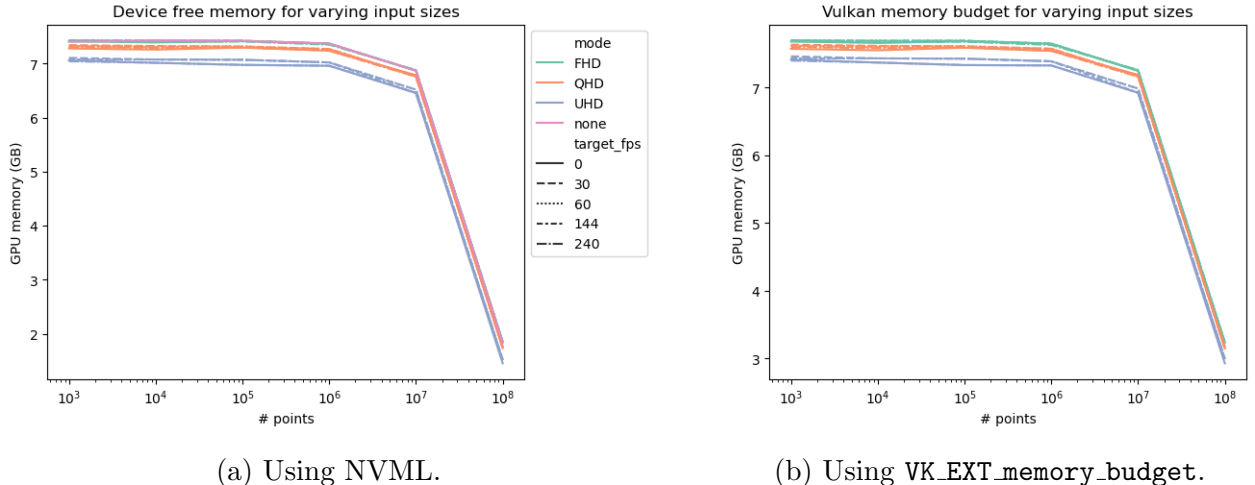 Device free memory for varying input sizes
GPU memory (GB)
7
6
5
4
3
2
10³ 10⁴ 10⁵ 10⁶ 10⁷ 10⁸
# points
mode
FHD
QHD
UHD
none
target_fps
0
30
60
144
240
(a) Using NVML.
Vulkan memory budget for varying input sizes
GPU memory (GB)
7
6
5
4
3
10³ 10⁴ 10⁵ 10⁶ 10⁷ 10⁸
# points
(b) Using VK_EXT_memory_budget.